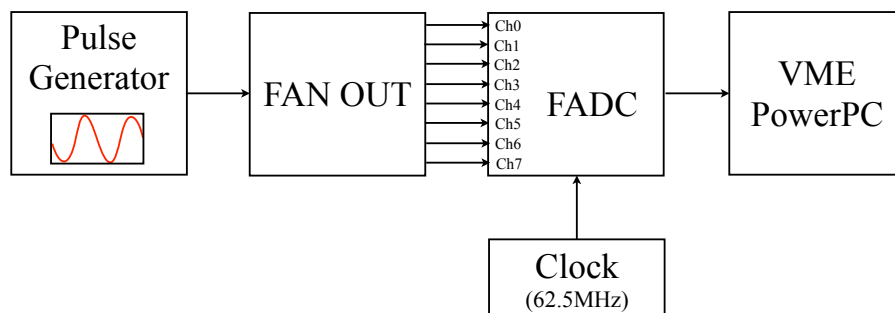 Pulse
Generator
FAN OUT
Ch0
Ch1
Ch2
Ch3
Ch4
Ch5
Ch6
Ch7
FADC
VME
PowerPC
Clock
(62.5MHz)